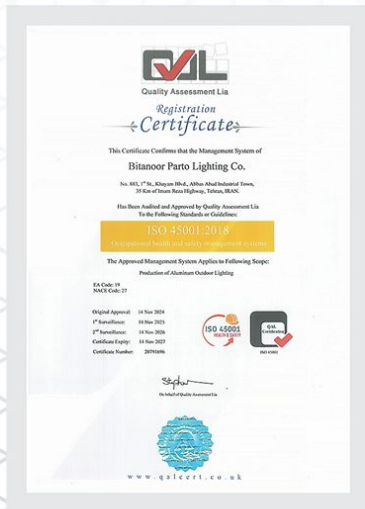 QAL
Quality Assessment Lia
Registration
Certificate
This Certificate Confirms that the Management System of
Bitanoor Parto Lighting Co.
No. 883, 1st St., Khayam Blvd., Abbas Abad Industrial Town,
35 Km of Imam Reza Highway, Tehran, IRAN.
Has Been Audited and Approved by Quality Assessment Lia
To the Following Standards or Guidelines:
ISO 45001:2018
Occupational health and safety management systems
The Approved Management System Applies to Following Scope:
Production of Aluminum Outdoor Lighting
EA Code: 19
NACE Code: 27
Original Approval: 14 Nov 2024
1st Surveillance: 14 Nov 2025
2nd Surveillance: 14 Nov 2026
Certificate Expiry: 14 Nov 2027
Certificate Number:
ISO 45001
QAL
ISO 45001
On behalf of Quality Assessment Lia
www.qalcert.co.uk